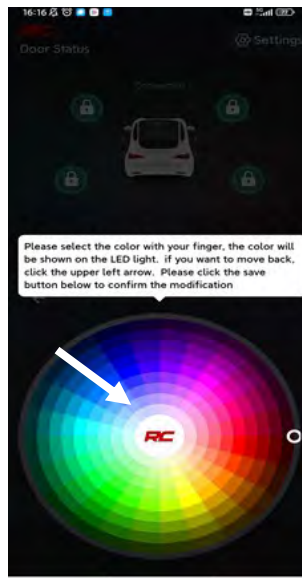 16:16
Door Status
Settings
Please select the color with your finger, the color will
be shown on the LED light. if you want to move back,
click the upper left arrow. Please click the save
button below to confirm the modification
RC